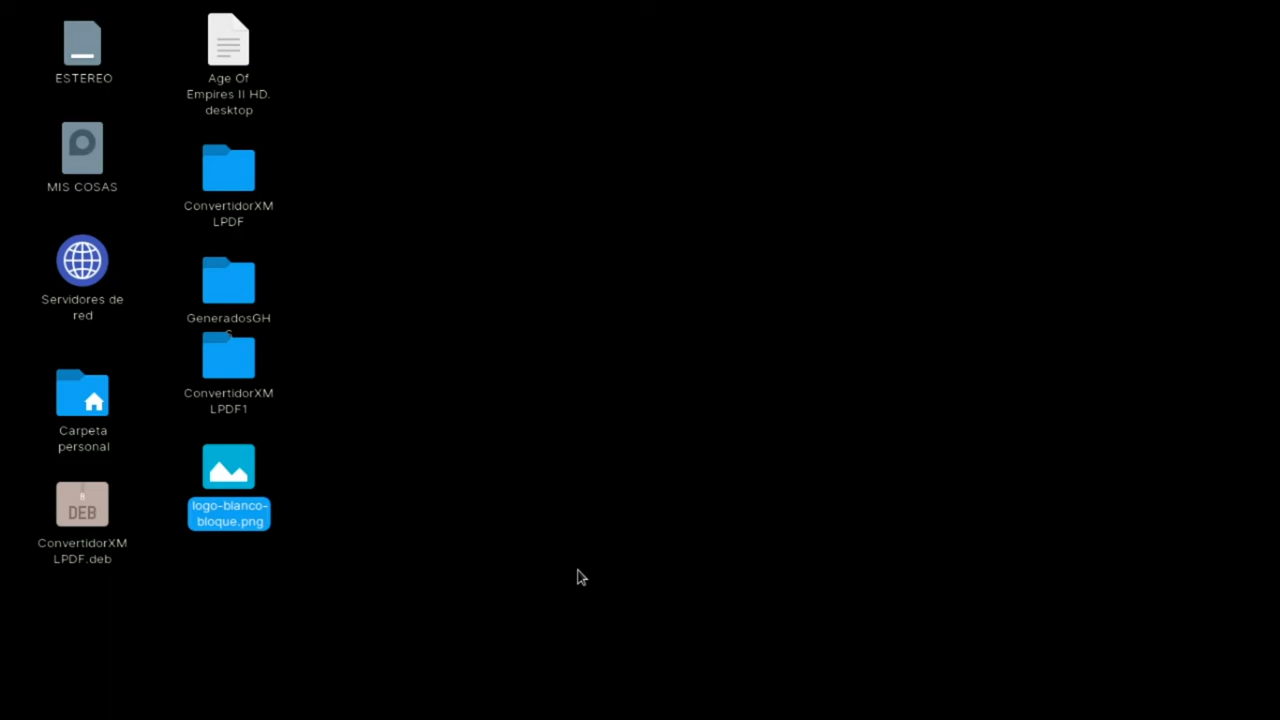 ESTEREO
MIS COSAS
Servidores de
red
Carpeta
personal
DEB
ConvertidorXM
LPDF.deb
Age Of
Empires II HD.
desktop
ConvertidorXM
LPDF
GeneradosGH
ConvertidorXM
LPDF1
logo-blanco-
bloque.png